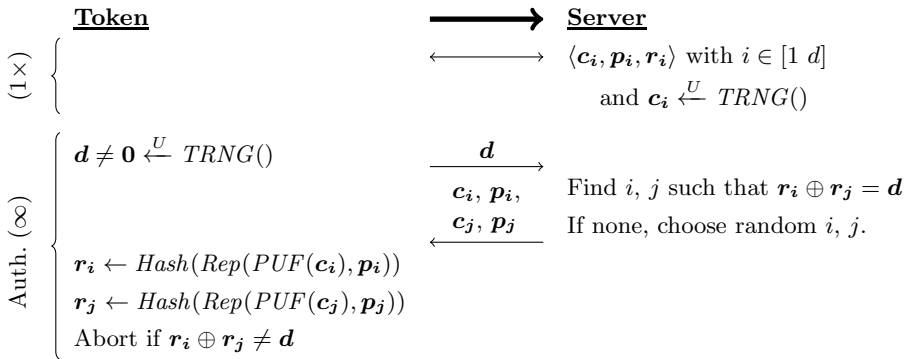 Token Server
(1×)
⟨c_i, p_i, r_i⟩ with i ∈ [1 d]
and c_i ←^U TRNG()
Auth. (∞)
d ≠ 0 ←^U TRNG()
d
c_i, p_i,
c_j, p_j
Find i, j such that r_i ⊕ r_j = d
If none, choose random i, j.
r_i ← Hash(Rep(PUF(c_i), p_i))
r_j ← Hash(Rep(PUF(c_j), p_j))
Abort if r_i ⊕ r_j ≠ d